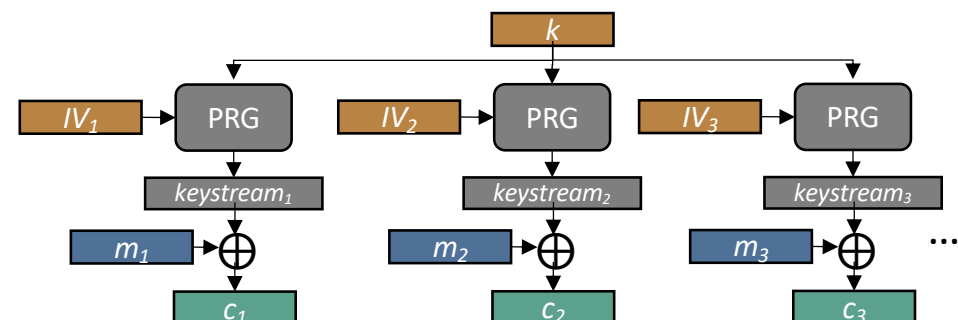 k
IV1 PRG IV2 PRG IV3 PRG
keystream1 keystream2 keystream3
m1 m2 m3 ...
c1 c2 c3